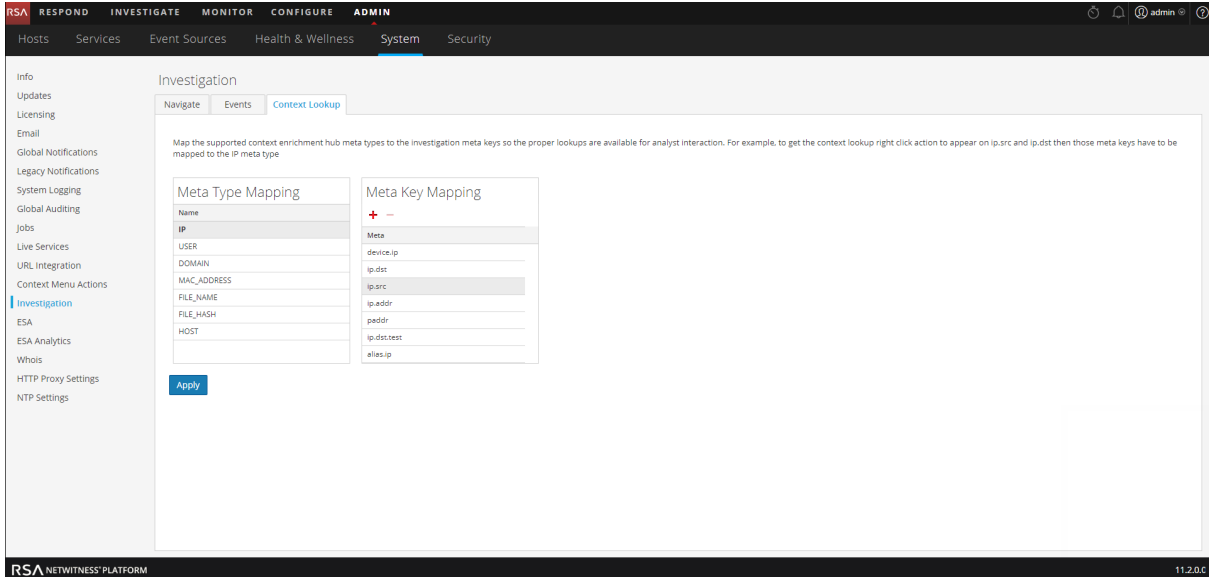 RSA RESPOND INVESTIGATE MONITOR CONFIGURE ADMIN admin
Hosts Services Event Sources Health & Wellness System Security
Info
Updates
Licensing
Email
Global Notifications
Legacy Notifications
System Logging
Global Auditing
Jobs
Live Services
URL Integration
Context Menu Actions
Investigation
ESA
ESA Analytics
Whois
HTTP Proxy Settings
NTP Settings
Investigation
Navigate Events Context Lookup
Map the supported context enrichment hub meta types to the investigation meta keys so the proper lookups are available for analyst interaction. For example, to get the context lookup right click action to appear on ip.src and ip.dst then those meta keys have to be
mapped to the IP meta type
Meta Type Mapping
Name
IP
USER
DOMAIN
MAC_ADDRESS
FILE_NAME
FILE_HASH
HOST
Meta Key Mapping
+ −
Meta
device.ip
ip.dst
ip.src
ip.addr
paddr
ip.dst.test
alias.ip
Apply
RSA NETWITNESS® PLATFORM 11.2.0.0